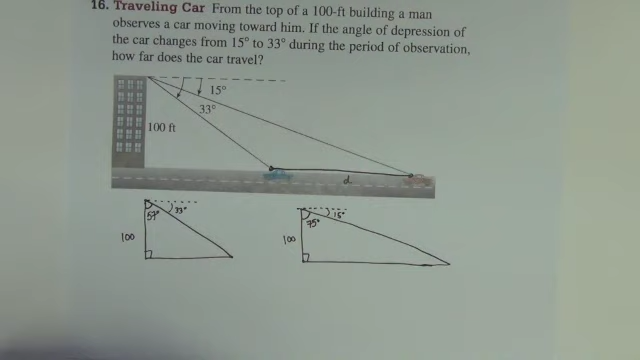 16. Traveling Car From the top of a 100-ft building a man
observes a car moving toward him. If the angle of depression of
the car changes from 15° to 33° during the period of observation,
how far does the car travel?
15°
33°
100 ft
d
57° 33°
100
75° 15°
100